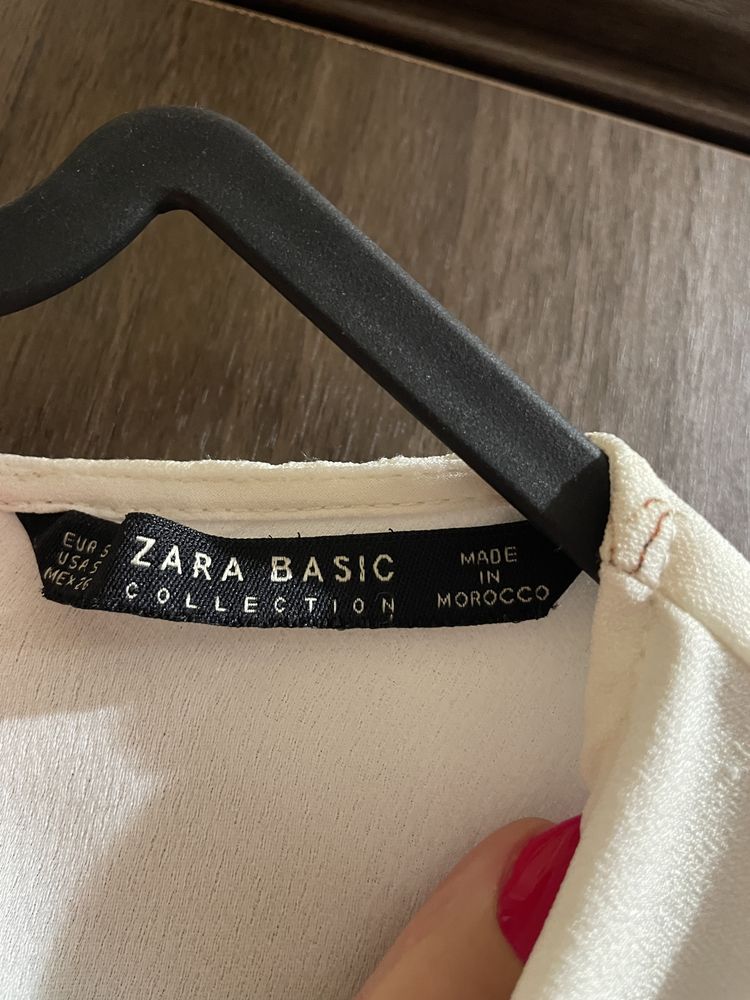 EUR S
USA S
MEX 26
ZARA BASIC
COLLECTION
MADE
IN
MOROCCO